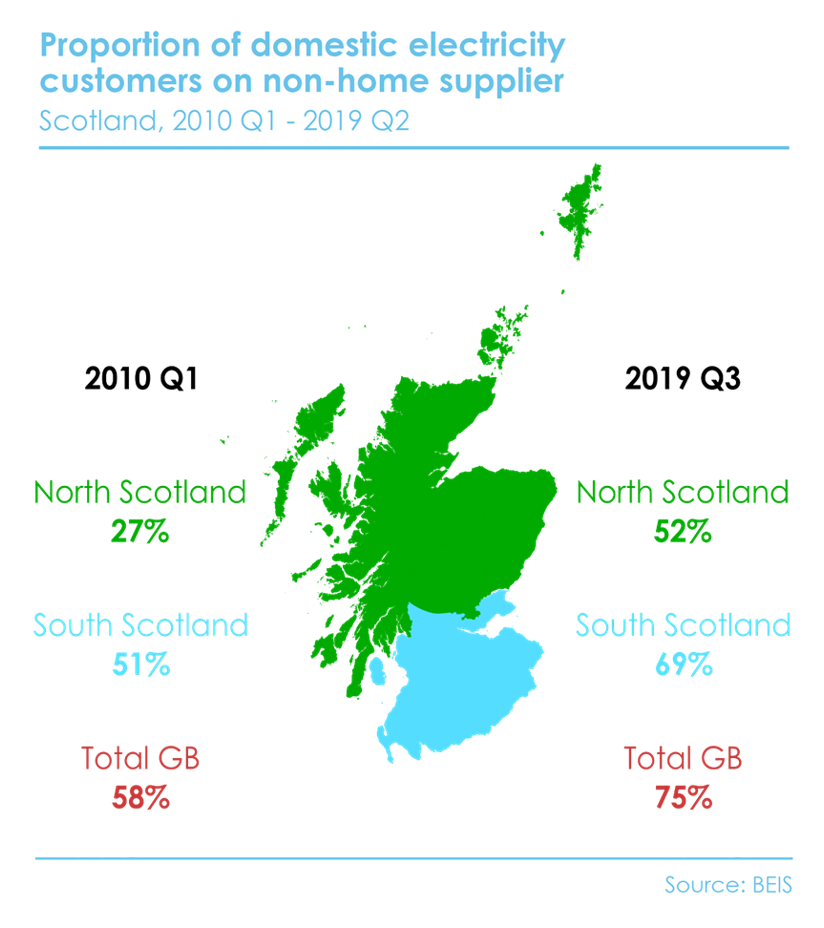 Proportion of domestic electricity
customers on non-home supplier
Scotland, 2010 Q1 - 2019 Q2
2010 Q1
North Scotland
27%
South Scotland
51%
Total GB
58%
2019 Q3
North Scotland
52%
South Scotland
69%
Total GB
75%
Source: BEIS